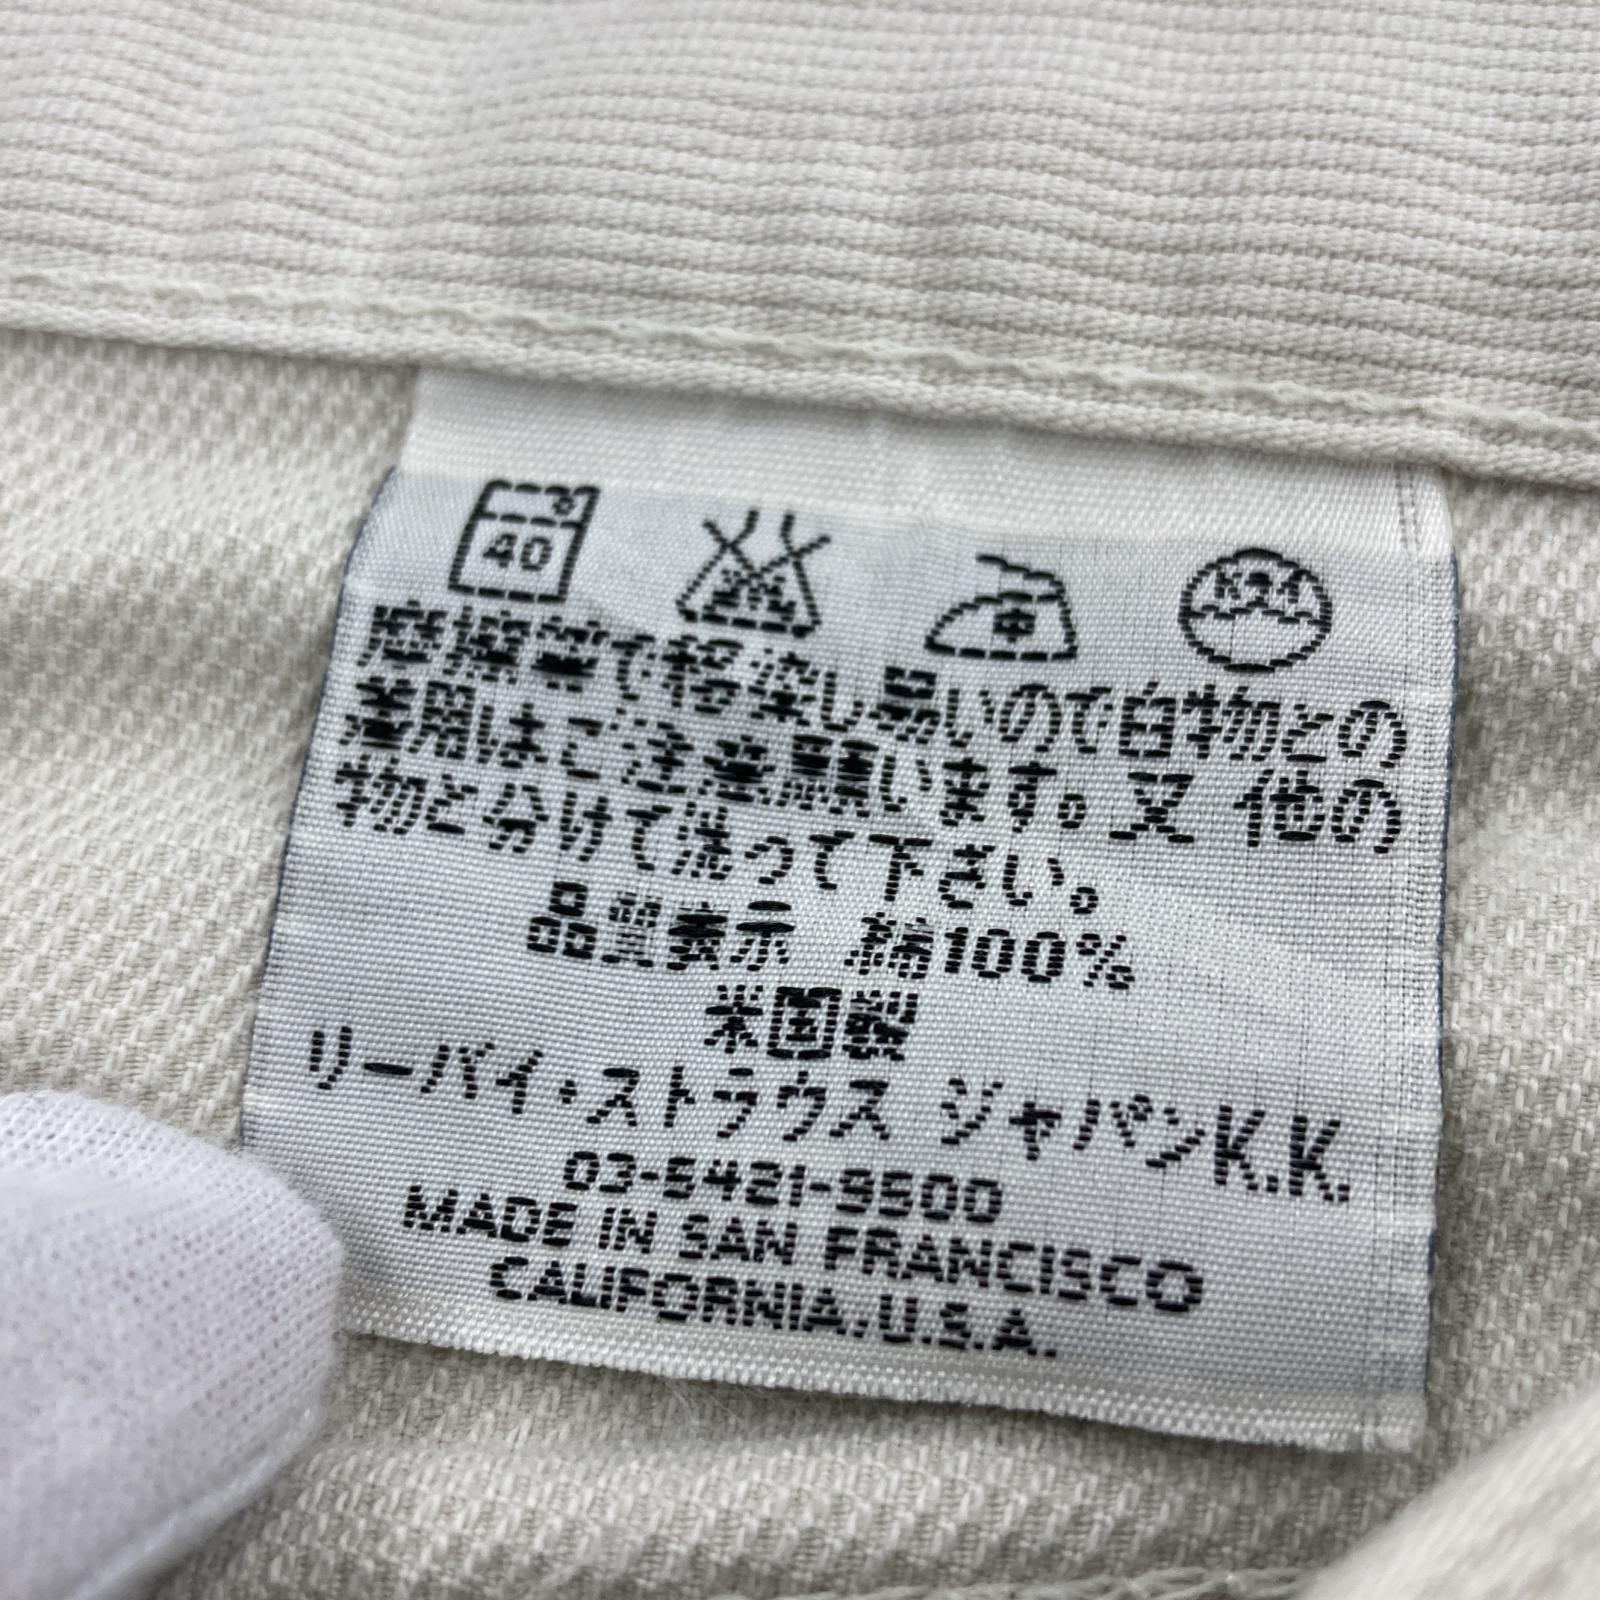 40 中 K24
摩擦等で移染し易いので白物との
着用はご注意願います。又 他の
物と分けて洗って下さい。
品質表示 綿100%
米国製
リーバイ・ストラウス ジャパンK.K.
03-5421-9500
MADE IN SAN FRANCISCO
CALIFORNIA,U.S.A.